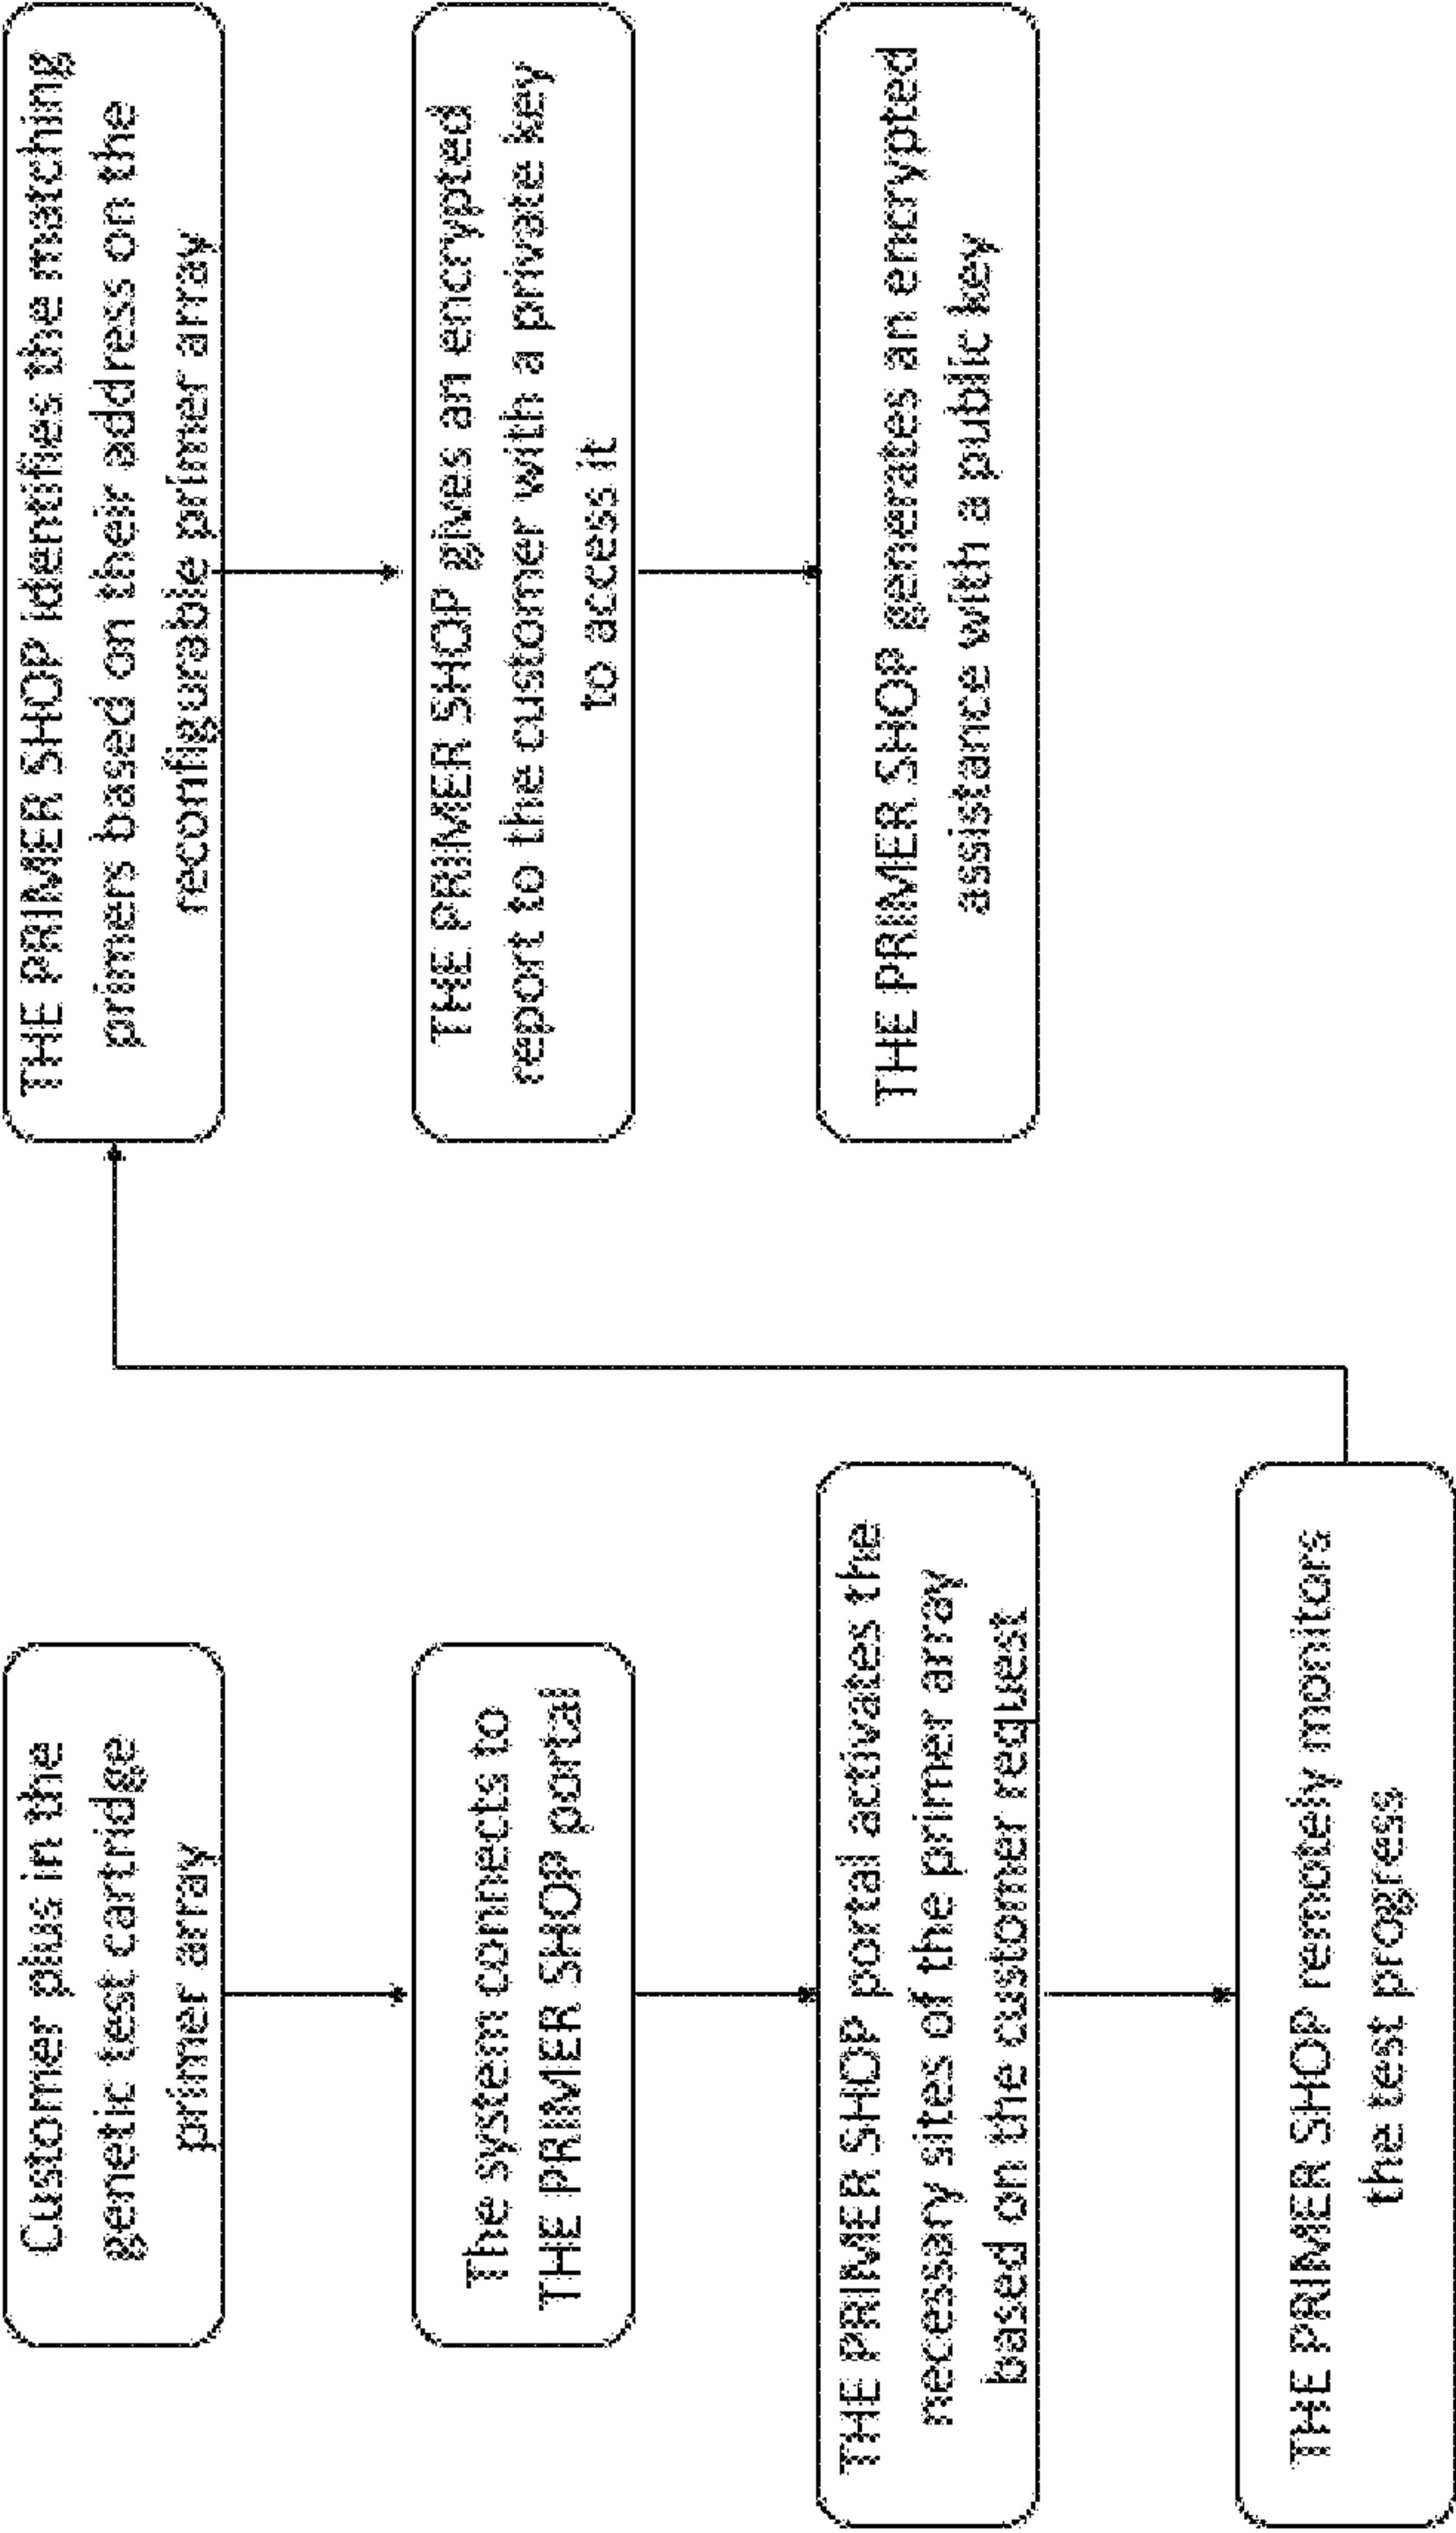 Customer plus in the
genetic test cartridge
primer array
The system connects to
THE PRIMER SHOP portal
THE PRIMER SHOP portal activates the
necessary sites of the primer array
based on the customer request
THE PRIMER SHOP remotely monitors
the test progress
THE PRIMER SHOP identifies the matching
primers based on their address on the
reconfigurable primer array
THE PRIMER SHOP gives an encrypted
report to the customer with a private key
to access it
THE PRIMER SHOP generates an encrypted
assistance with a public key